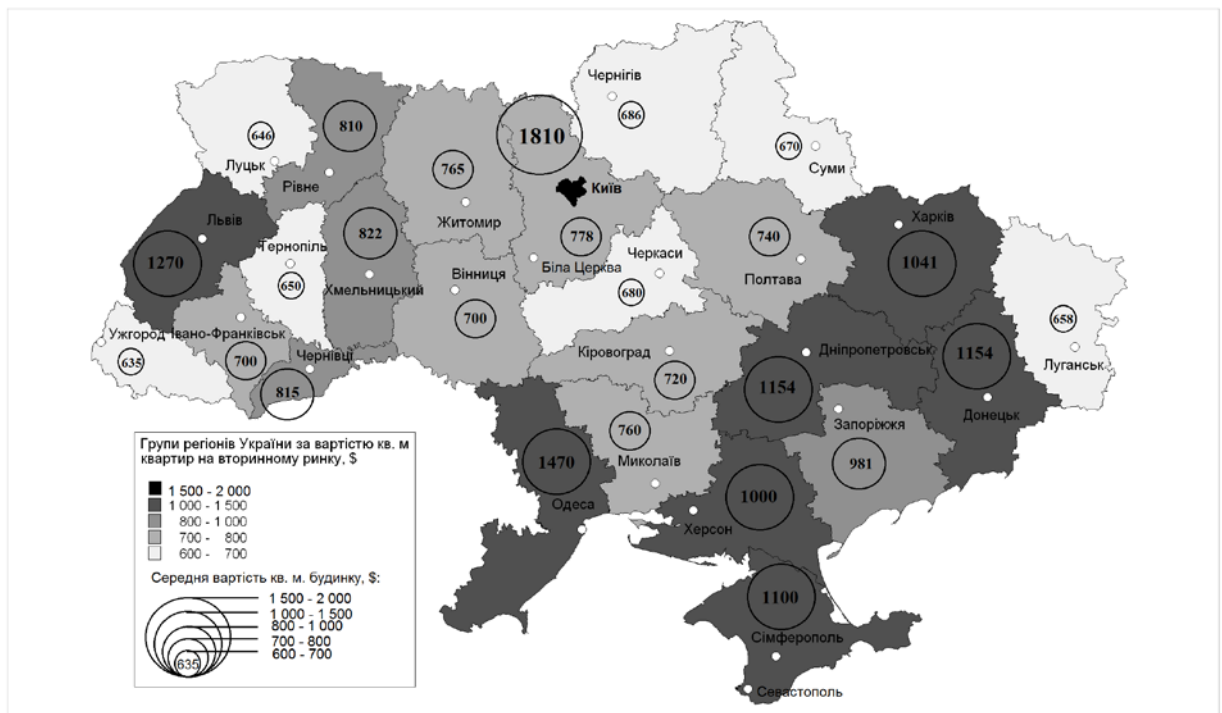 Чернігів
686
646
Луцьк
810
Рівне
765
Житомир
1810
Київ
670
Суми
Львів
1270
Тернопіль
650
822
Хмельницький
Вінниця
700
778
Біла Церква
Черкаси
680
740
Полтава
Харків
1041
658
Луганськ
Ужгород
635
Івано-Франківськ
700
Чернівці
815
Кіровоград
720
Дніпропетровськ
1154
1154
Донецьк
760
Миколаїв
Запоріжжя
981
1470
Одеса
1000
Херсон
1100
Сімферополь
Севастополь
Групи регіонів України за вартістю кв. м
квартир на вторинному ринку, $
1 500 - 2 000
1 000 - 1 500
800 - 1 000
700 - 800
600 - 700
Середня вартість кв. м. будинку, $:
1 500 - 2 000
1 000 - 1 500
800 - 1 000
700 - 800
600 - 700
635